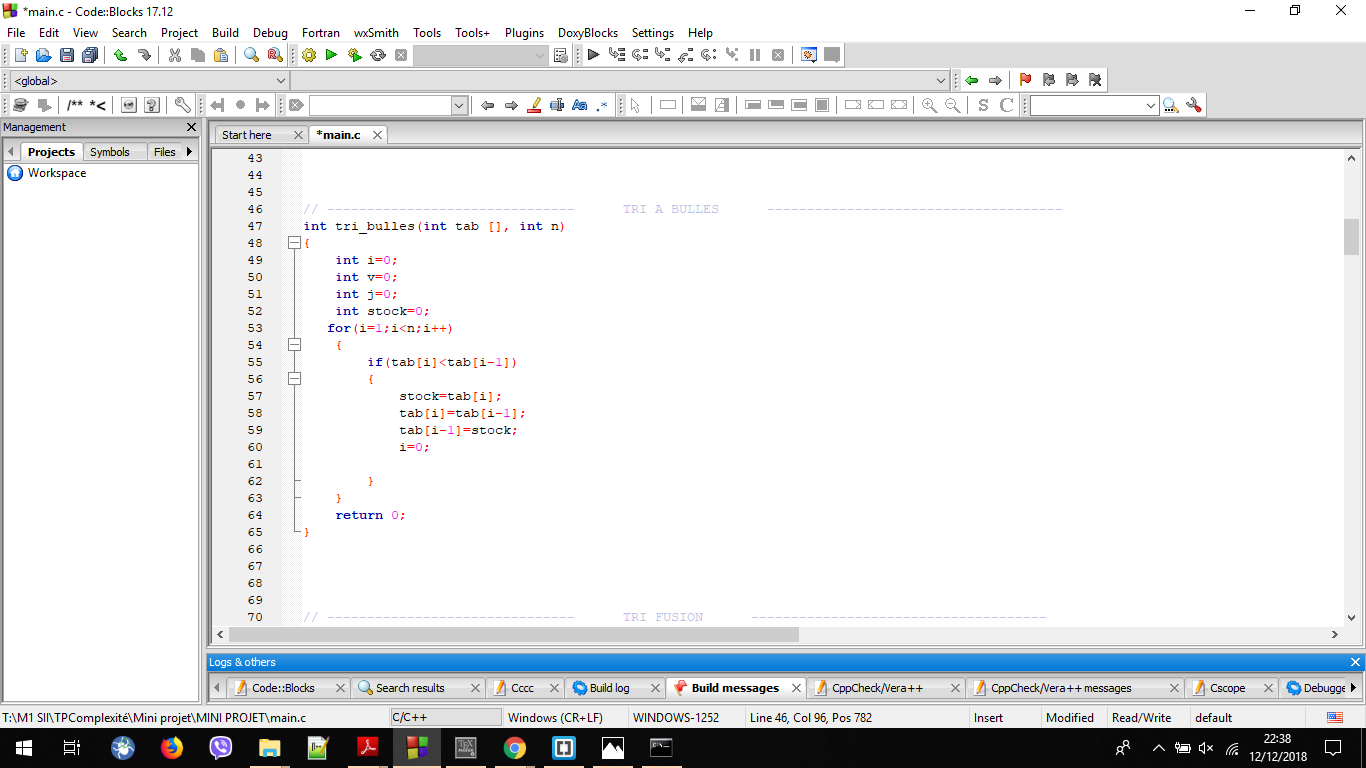 *main.c - Code::Blocks 17.12
File Edit View Search Project Build Debug Fortran wxSmith Tools Tools+ Plugins DoxyBlocks Settings Help
<global>
/** *<
Aa .*
S C
Management
Start here *main.c
Projects Symbols Files
Workspace
43
44
45
46 // ------------------------------- TRI A BULLES -------------------------------------
47 int tri_bulles(int tab [], int n)
48 {
49 int i=0;
50 int v=0;
51 int j=0;
52 int stock=0;
53 for(i=1;i<n;i++)
54 {
55 if(tab[i]<tab[i-1])
56 {
57 stock=tab[i];
58 tab[i]=tab[i-1];
59 tab[i-1]=stock;
60 i=0;
61
62 }
63 }
64 return 0;
65 }
66
67
68
69
70 // ------------------------------- TRI FUSION -------------------------------------
Logs & others
Code::Blocks Search results Cccc Build log Build messages CppCheck/Vera++ CppCheck/Vera++ messages Cscope Debugge
T:\M1 SII\TPComplexité\Mini projet\MINI PROJET\main.c C/C++ Windows (CR+LF) WINDOWS-1252 Line 46, Col 96, Pos 782 Insert Modified Read/Write default
22:38
12/12/2018